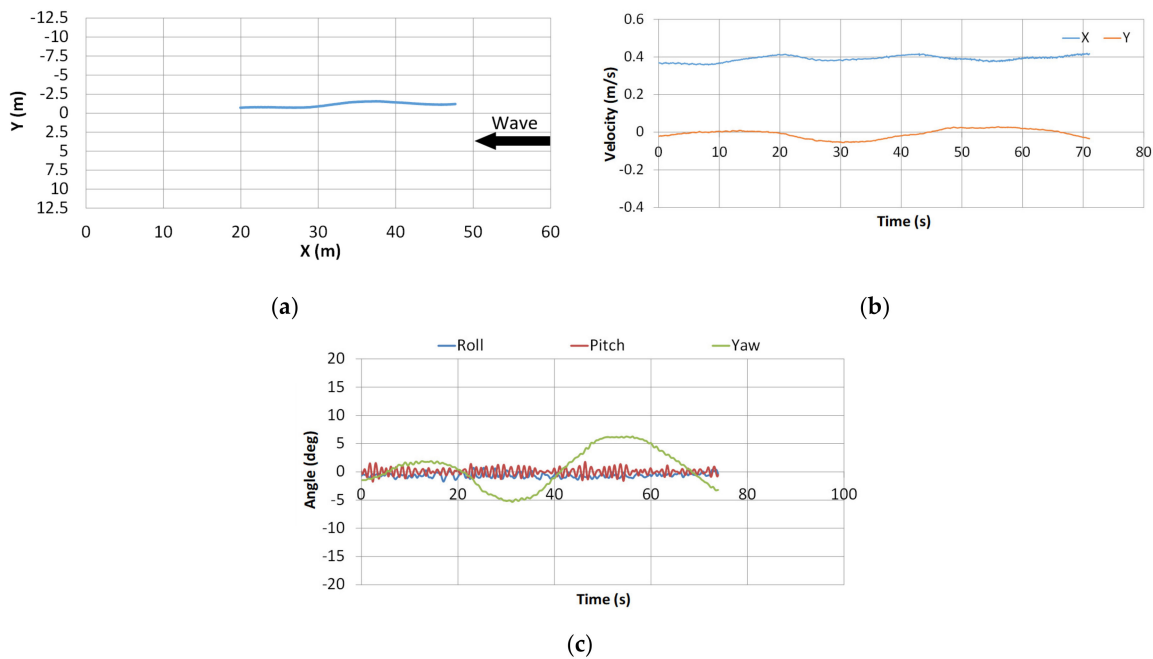 -12.5
-10
-7.5
-5
-2.5
0
2.5
5
7.5
10
12.5
Y (m)
Wave
0 10 20 30 40 50 60
X (m)
(a)
0.6
0.4
0.2
0
-0.2
-0.4
Velocity (m/s)
X Y
0 10 20 30 40 50 60 70 80
Time (s)
(b)
Roll Pitch Yaw
20
15
10
5
0
-5
-10
-15
-20
Angle (deg)
0 20 40 60 80 100
Time (s)
(c)